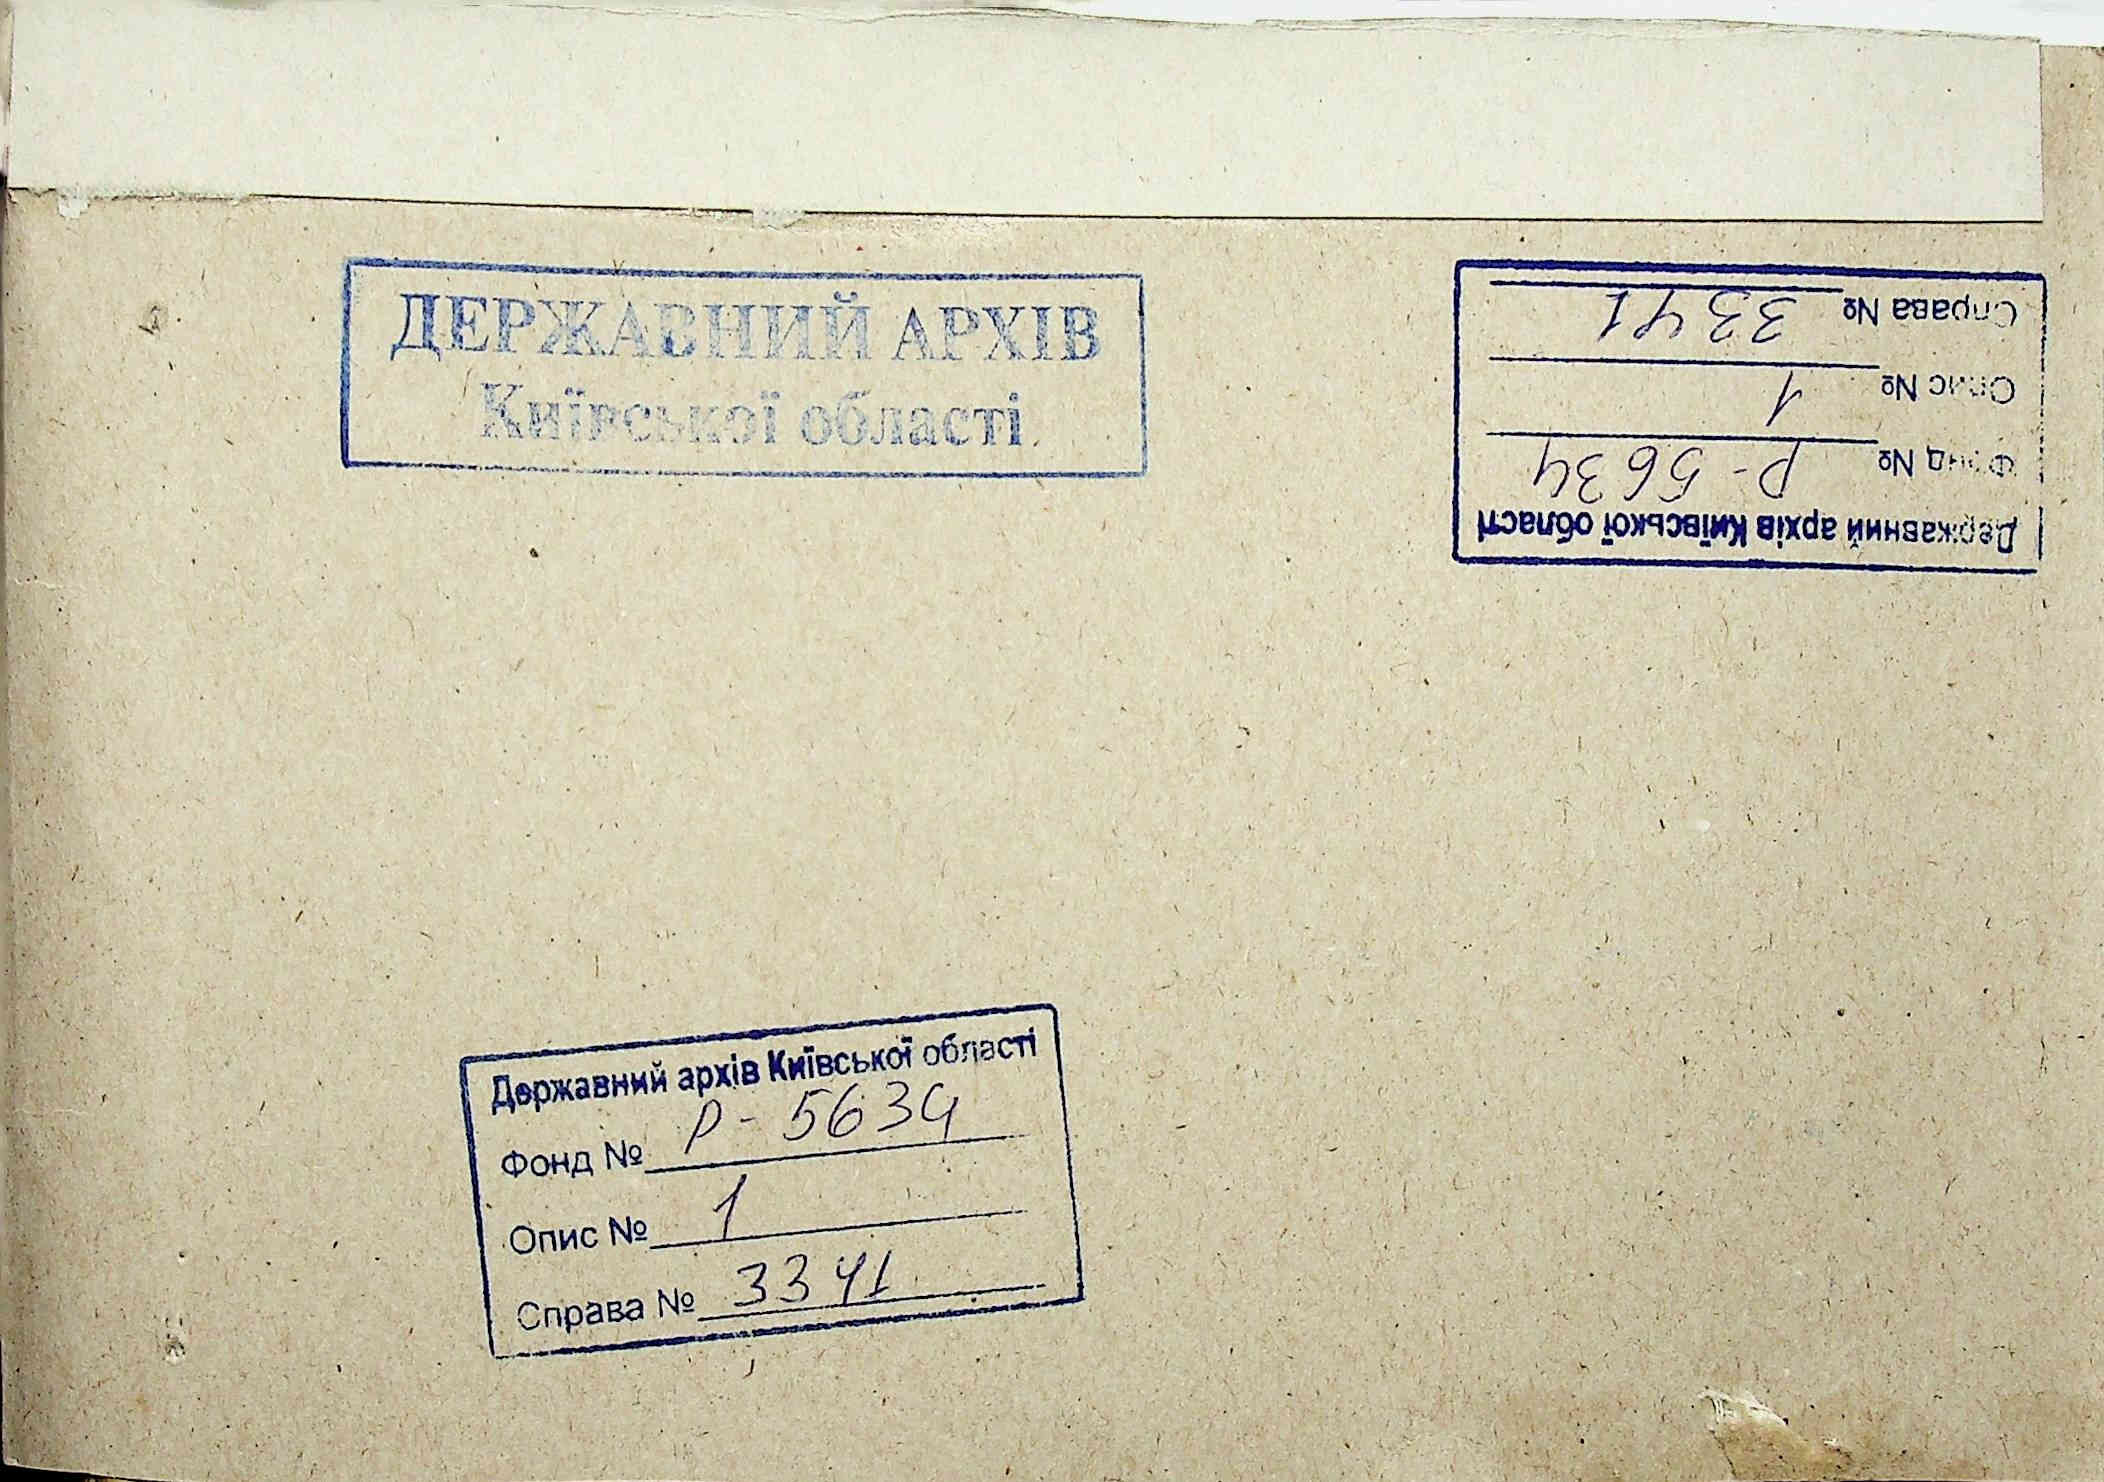 ДЕРЖАВНИЙ АРХІВ
Київської області
Державний архів Київської області
Фонд № Р-5634
Опис № 1
Справа № 3341
Державний архів Київської області
Фонд № Р-5634
Опис № 1
Справа № 3341